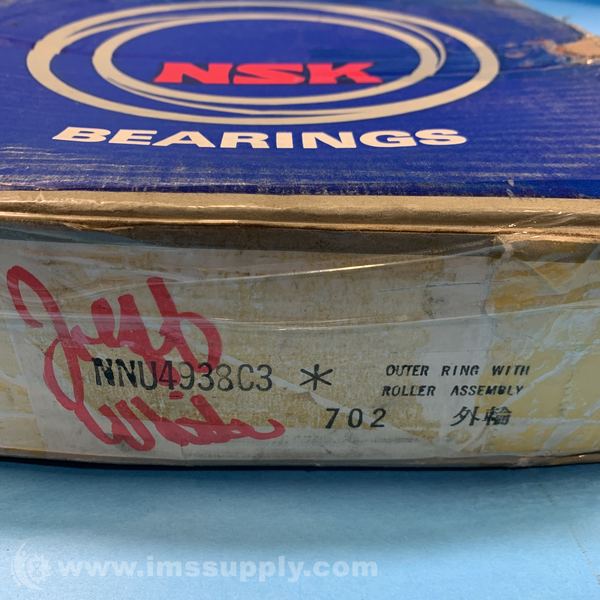 NSK
BEARINGS
NNU4938C3 * OUTER RING WITH
ROLLER ASSEMBLY
702 外輪
www.imssupply.com